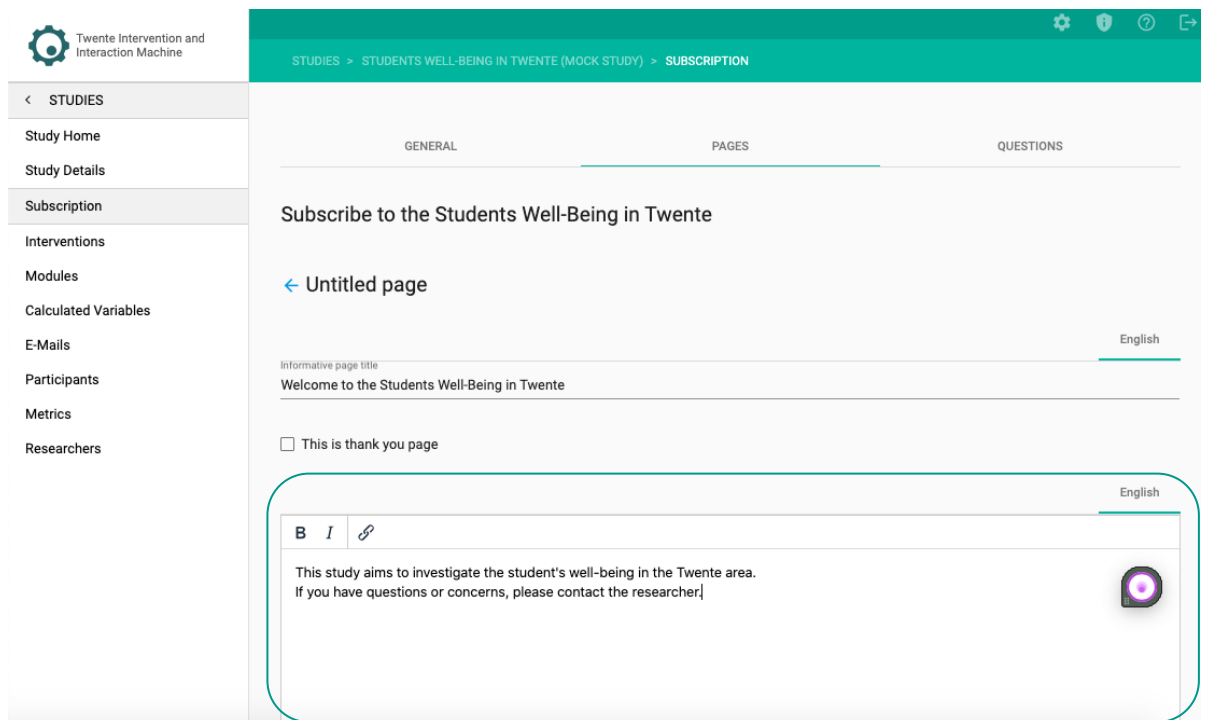 Twente Intervention and
Interaction Machine
STUDIES > STUDENTS WELL-BEING IN TWENTE (MOCK STUDY) > SUBSCRIPTION
< STUDIES
Study Home
Study Details
Subscription
Interventions
Modules
Calculated Variables
E-Mails
Participants
Metrics
Researchers
GENERAL PAGES QUESTIONS
Subscribe to the Students Well-Being in Twente
← Untitled page
English
Informative page title
Welcome to the Students Well-Being in Twente
This is thank you page
English
B I
This study aims to investigate the student's well-being in the Twente area.
If you have questions or concerns, please contact the researcher.